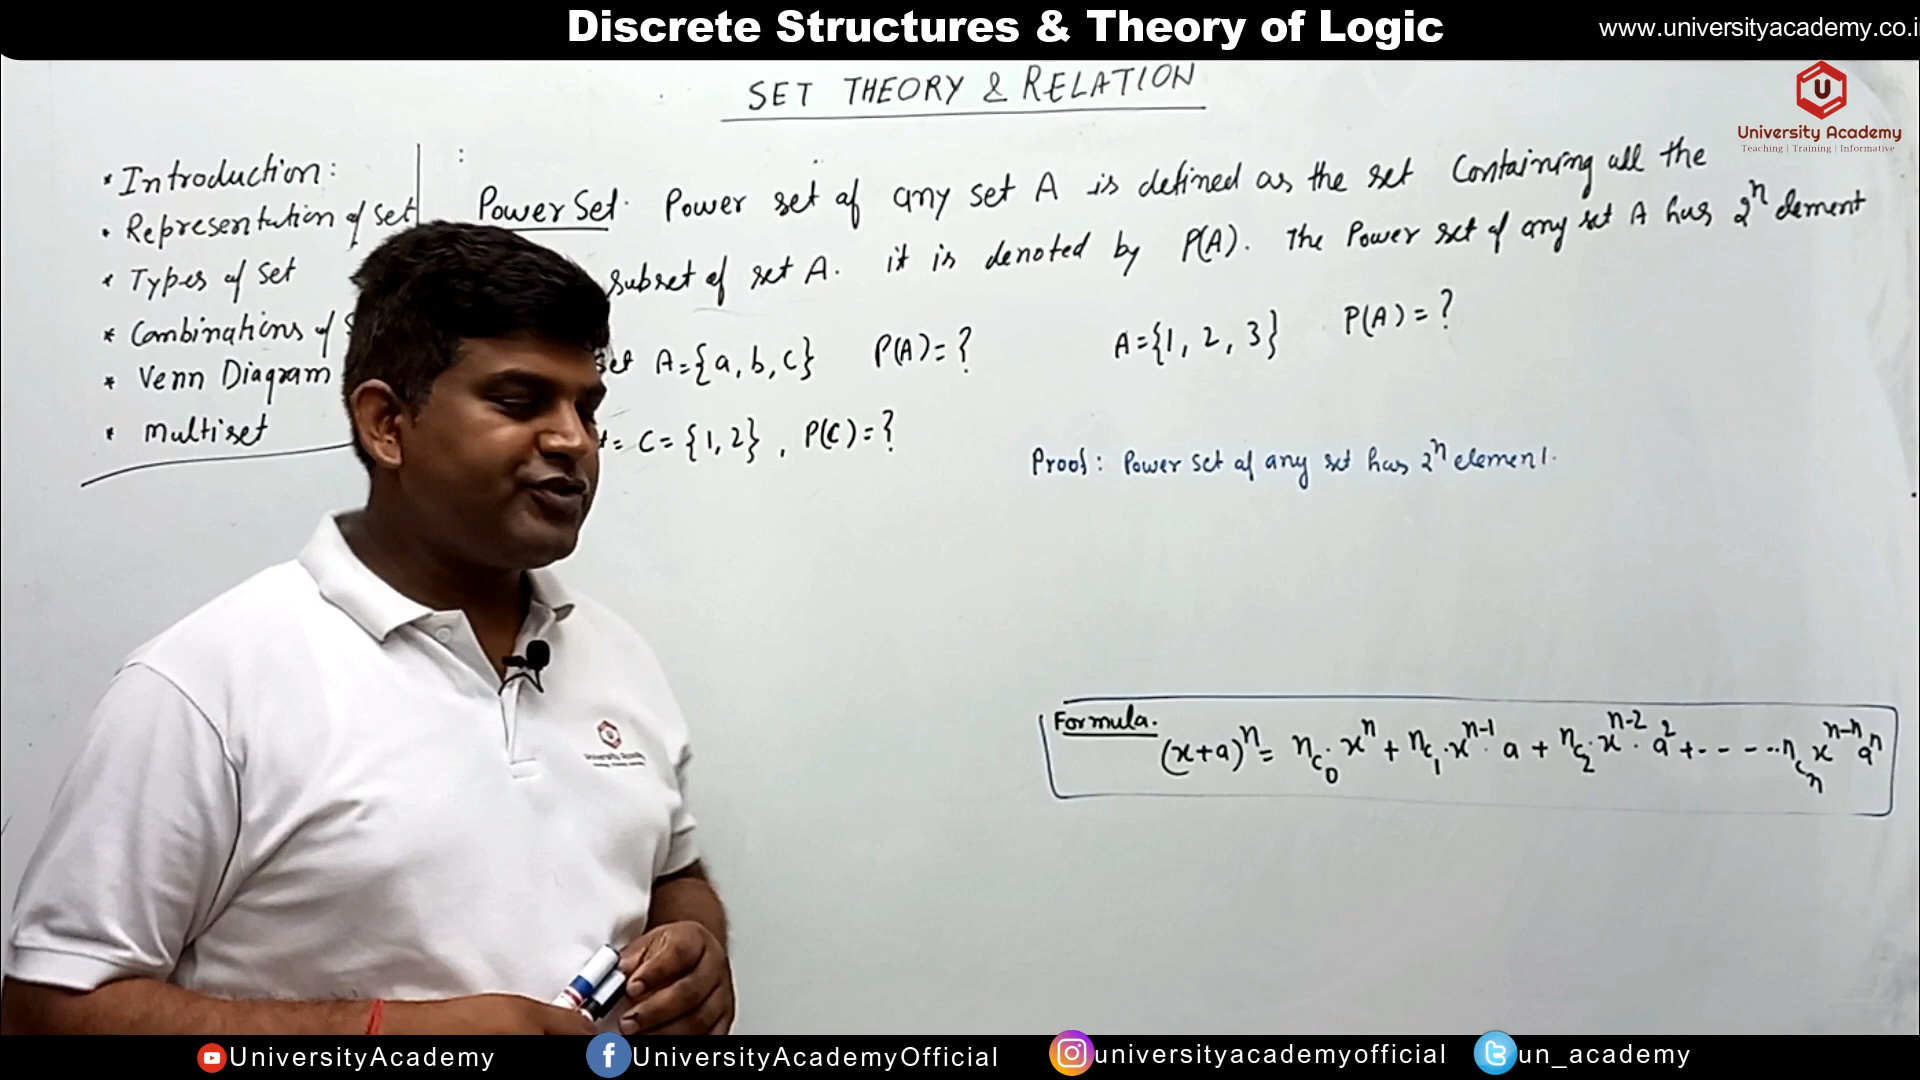 Discrete Structures & Theory of Logic
www.universityacademy.co.i
SET THEORY & RELATION
U
University Academy
Teaching | Training | Informative
* Introduction:
• Representation of set
* Types of set
* Combinations of
* Venn Diagram
• multiset
Power Set. Power set of any set A is defined as the set Containing all the
subset of set A. it is denoted by P(A). The Power set of any set A has 2ⁿ element
set A={a, b, c} P(A)=?
A={1, 2, 3} P(A)=?
= C={1,2}, P(C)=?
Proof: Power set of any set has 2ⁿ element.
Formula. (x+a)ⁿ = nC₀.xⁿ + nC₁.xⁿ⁻¹.a + nC₂.xⁿ⁻².a² + - - - -..nCₙ xⁿ⁻ⁿaⁿ
UniversityAcademy
UniversityAcademyOfficial
universityacademyofficial
un_academy